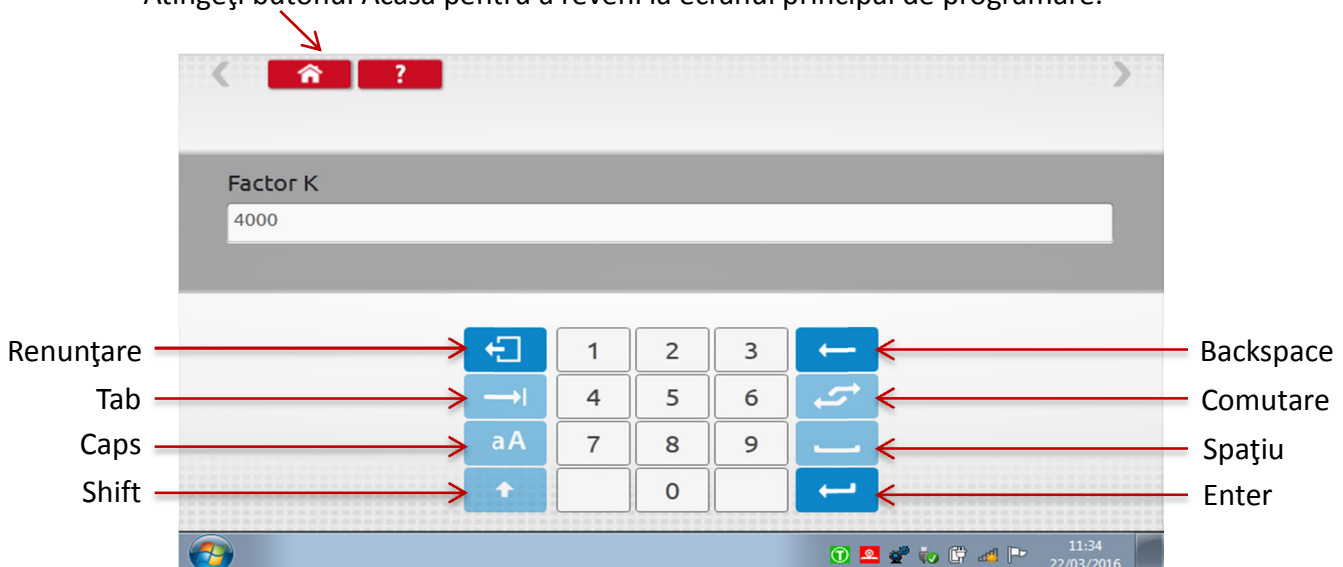 Atingeţi butonul Acasă pentru a reveni la ecranul principal de programare.
?
Factor K
4000
Renunţare
1 2 3
Backspace
Tab
4 5 6
Comutare
Caps
aA
7 8 9
Spaţiu
Shift
0
Enter
11:34
22/03/2016